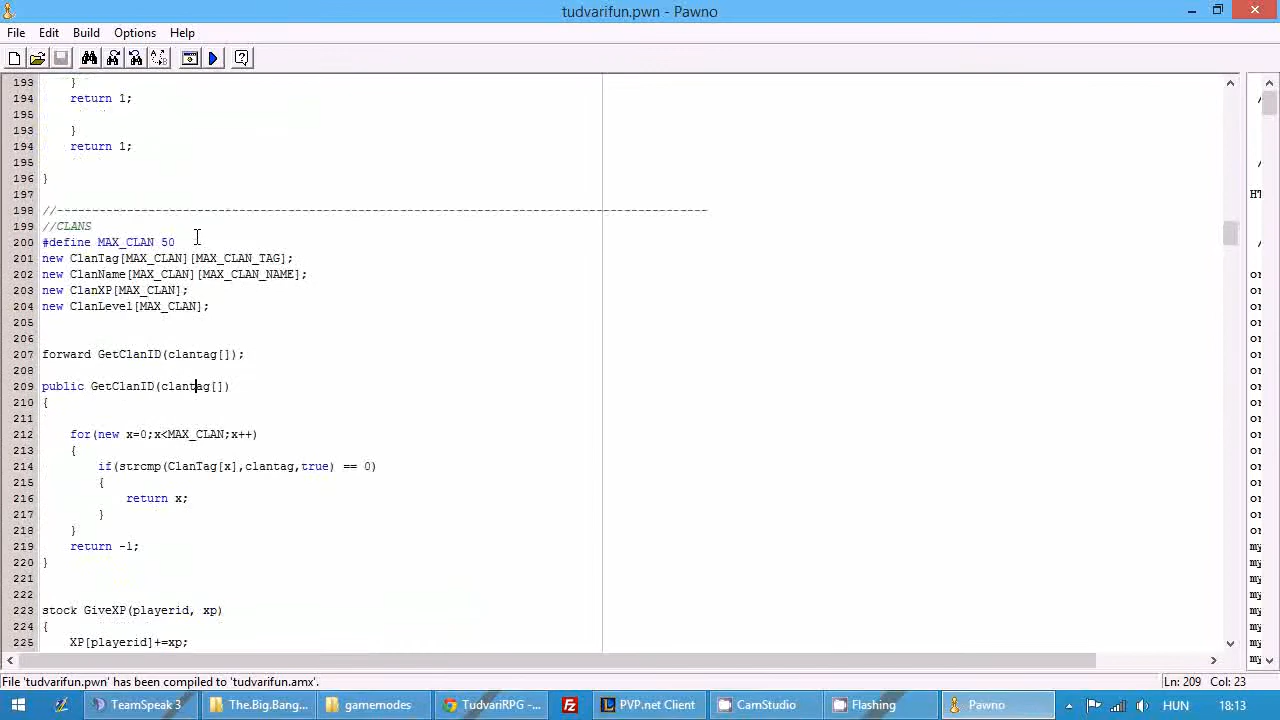 tudvarifun.pwn - Pawno
File Edit Build Options Help
193 }
194 return 1;
195
193 }
194 return 1;
195
196 }
197
198 //----------------------------------------------------------------------------------------------
199 //CLANS
200 #define MAX_CLAN 50
201 new ClanTag[MAX_CLAN][MAX_CLAN_TAG];
202 new ClanName[MAX_CLAN][MAX_CLAN_NAME];
203 new ClanXP[MAX_CLAN];
204 new ClanLevel[MAX_CLAN];
205
206
207 forward GetClanID(clantag[]);
208
209 public GetClanID(clantag[])
210 {
211
212 for(new x=0;x<MAX_CLAN;x++)
213 {
214 if(strcmp(ClanTag[x],clantag,true) == 0)
215 {
216 return x;
217 }
218 }
219 return -1;
220 }
221
222
223 stock GiveXP(playerid, xp)
224 {
225 XP[playerid]+=xp;
File 'tudvarifun.pwn' has been compiled to 'tudvarifun.amx'.
Ln: 209 Col: 23
TeamSpeak 3 The.Big.Bang... gamemodes TudvariRPG -... PVP.net Client CamStudio Flashing Pawno HUN 18:13